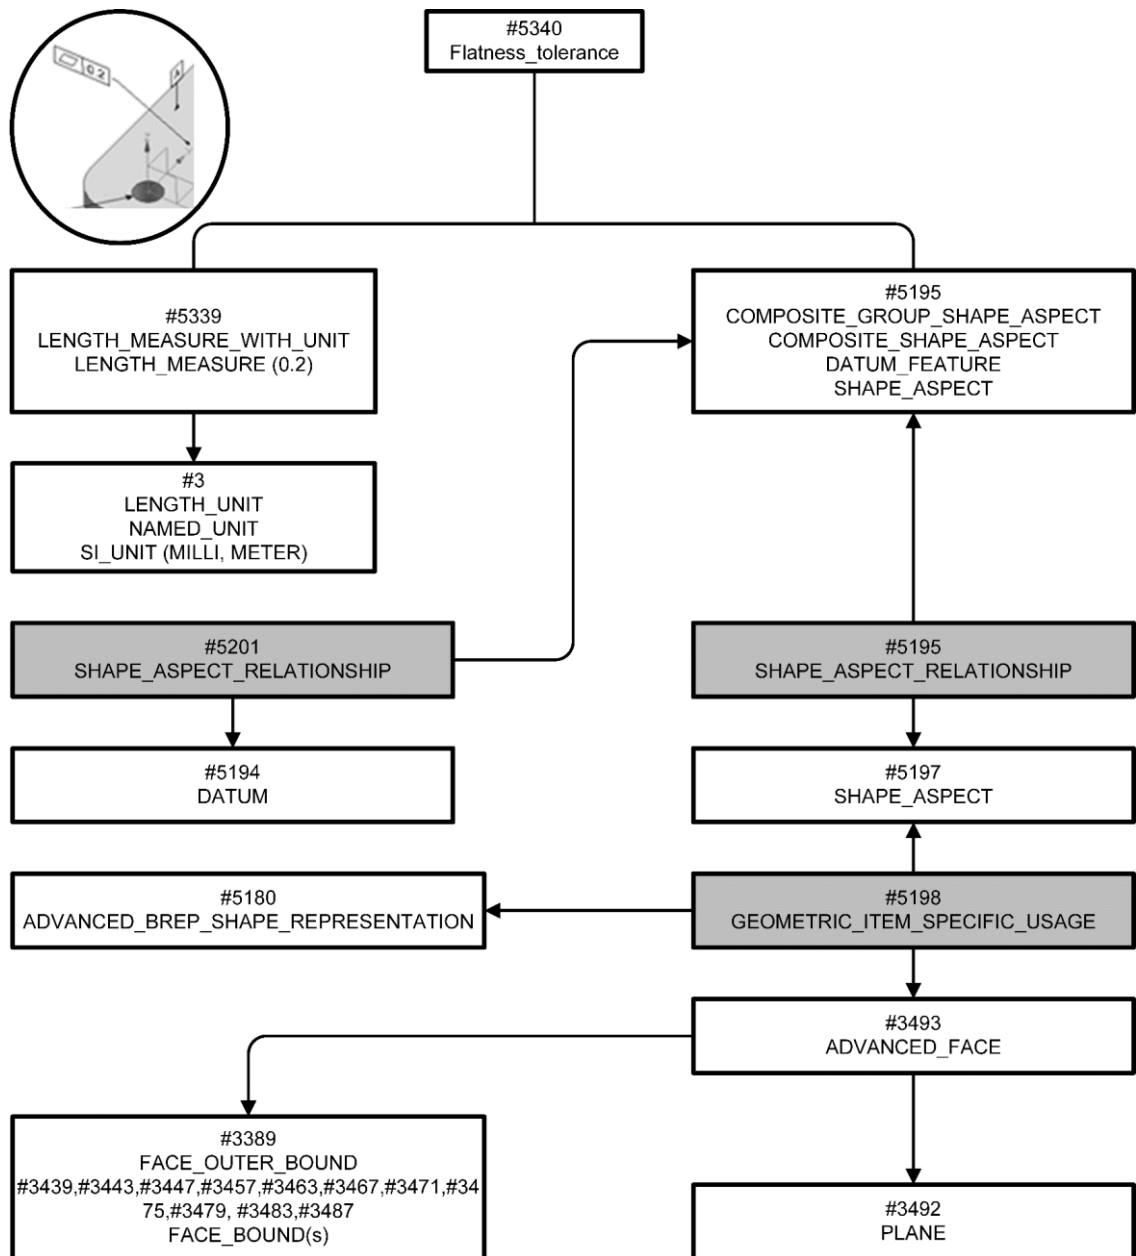 #5340
Flatness_tolerance
0.2
A
Z
#5339
LENGTH_MEASURE_WITH_UNIT
LENGTH_MEASURE (0.2)
#5195
COMPOSITE_GROUP_SHAPE_ASPECT
COMPOSITE_SHAPE_ASPECT
DATUM_FEATURE
SHAPE_ASPECT
#3
LENGTH_UNIT
NAMED_UNIT
SI_UNIT (MILLI, METER)
#5201
SHAPE_ASPECT_RELATIONSHIP
#5195
SHAPE_ASPECT_RELATIONSHIP
#5194
DATUM
#5197
SHAPE_ASPECT
#5180
ADVANCED_BREP_SHAPE_REPRESENTATION
#5198
GEOMETRIC_ITEM_SPECIFIC_USAGE
#3493
ADVANCED_FACE
#3389
FACE_OUTER_BOUND
#3439,#3443,#3447,#3457,#3463,#3467,#3471,#34
75,#3479, #3483,#3487
FACE_BOUND(s)
#3492
PLANE